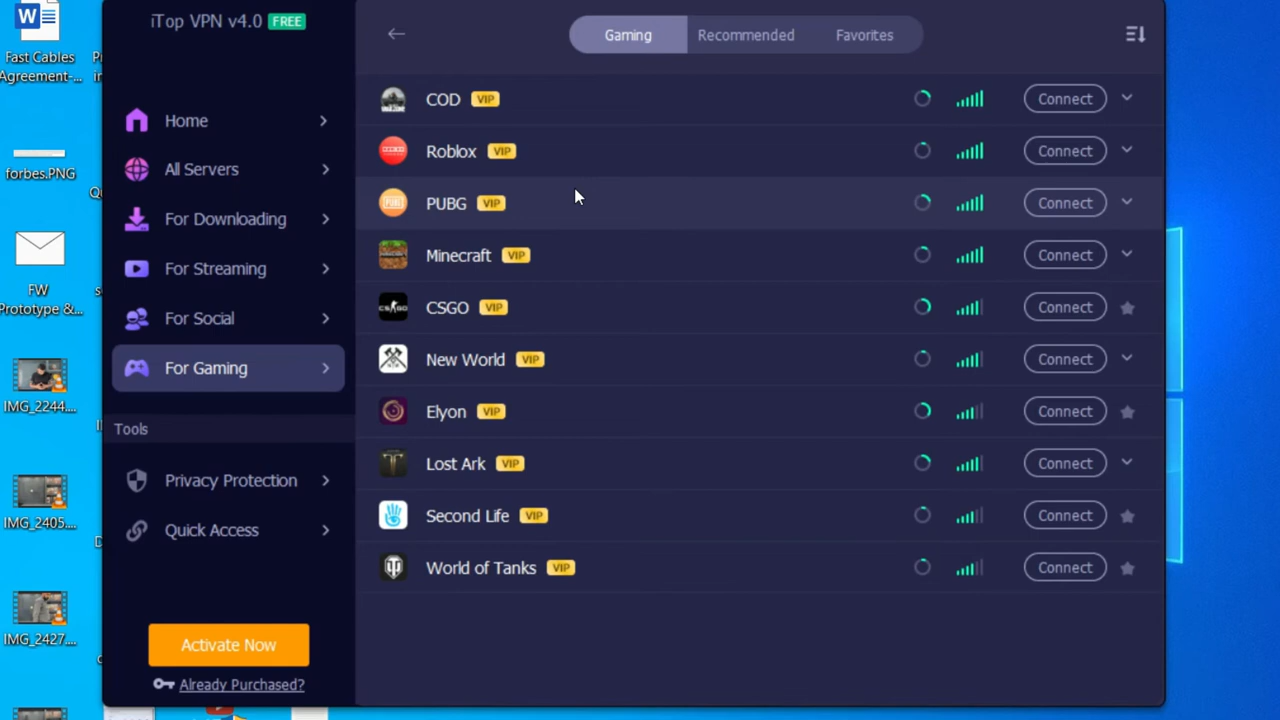 iTop VPN v4.0 FREE
Home
All Servers
For Downloading
For Streaming
For Social
For Gaming
Tools
Privacy Protection
Quick Access
Activate Now
Already Purchased?
Gaming Recommended Favorites
COD VIP Connect
Roblox VIP Connect
PUBG VIP Connect
Minecraft VIP Connect
CSGO VIP Connect
New World VIP Connect
Elyon VIP Connect
Lost Ark VIP Connect
Second Life VIP Connect
World of Tanks VIP Connect
Fast Cables
Agreement-...
forbes.PNG
FW
Prototype &...
IMG_2244....
IMG_2405....
IMG_2427....